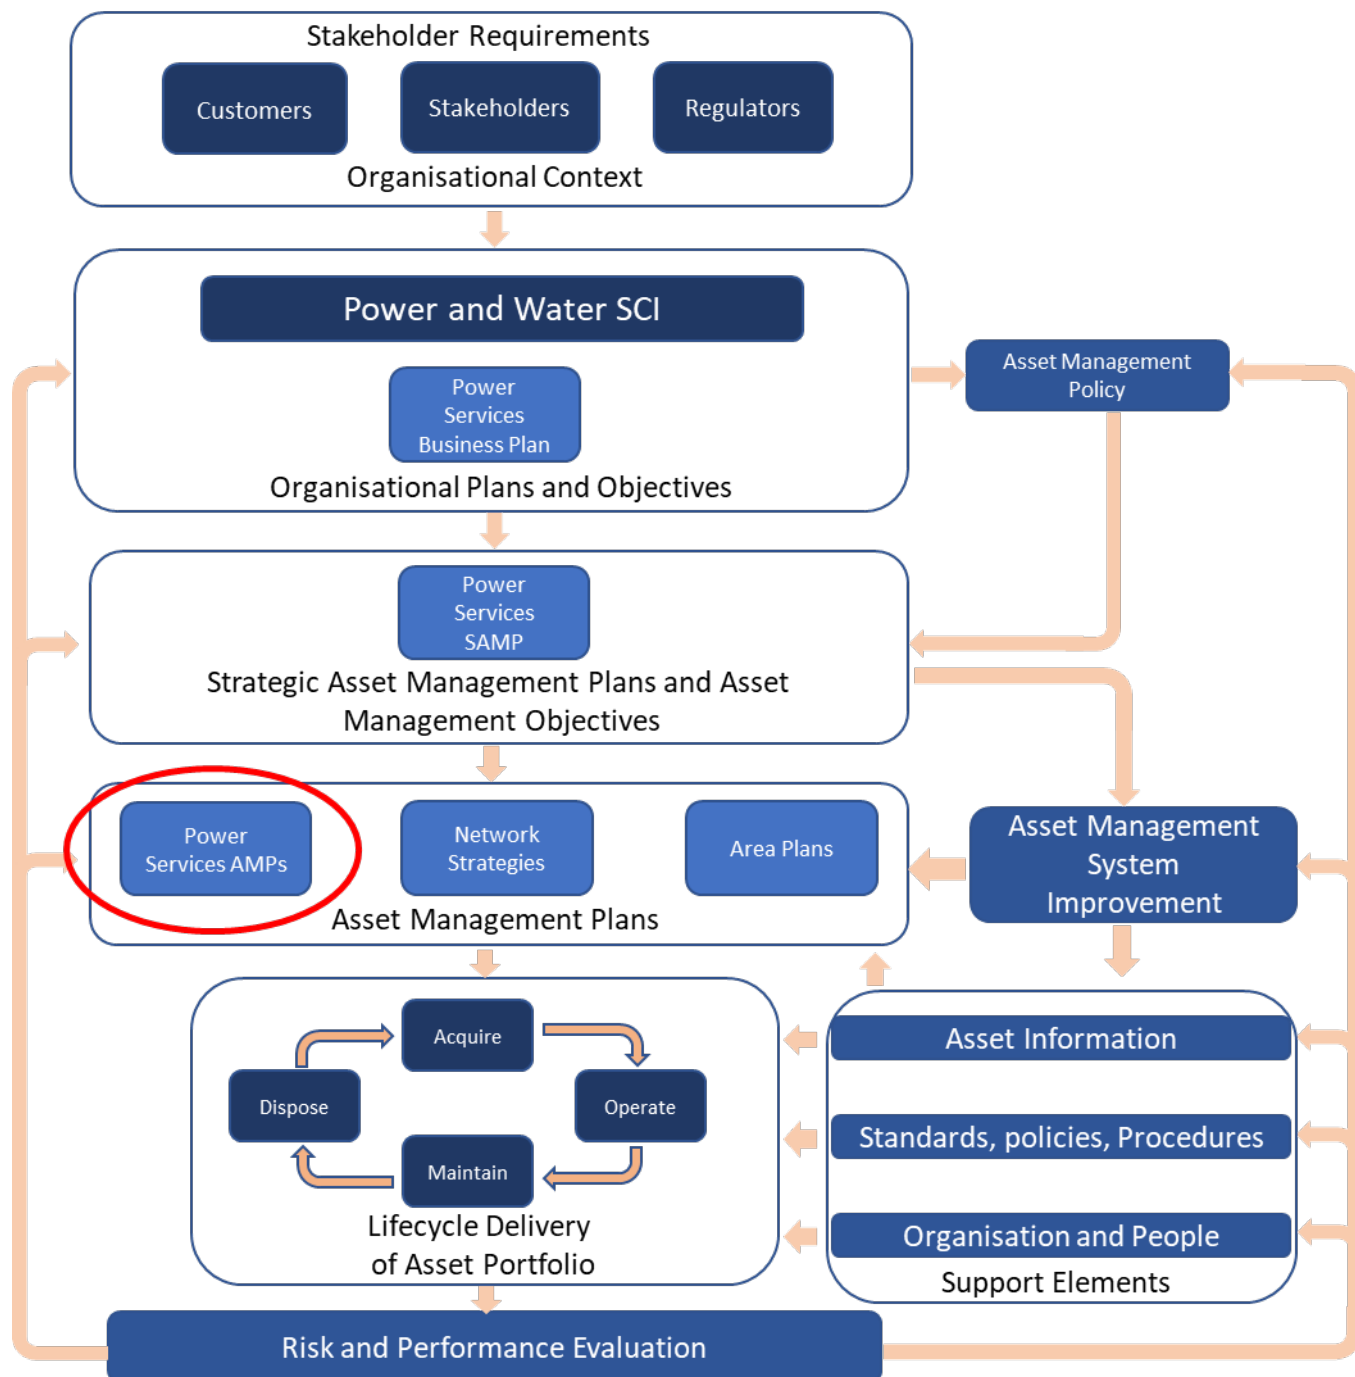 Stakeholder Requirements
Customers
Stakeholders
Regulators
Organisational Context
Power and Water SCI
Power
Services
Business Plan
Organisational Plans and Objectives
Asset Management
Policy
Power
Services
SAMP
Strategic Asset Management Plans and Asset
Management Objectives
Power
Services AMPs
Network
Strategies
Area Plans
Asset Management Plans
Asset Management
System
Improvement
Acquire
Dispose
Operate
Maintain
Lifecycle Delivery
of Asset Portfolio
Asset Information
Standards, policies, Procedures
Organisation and People
Support Elements
Risk and Performance Evaluation